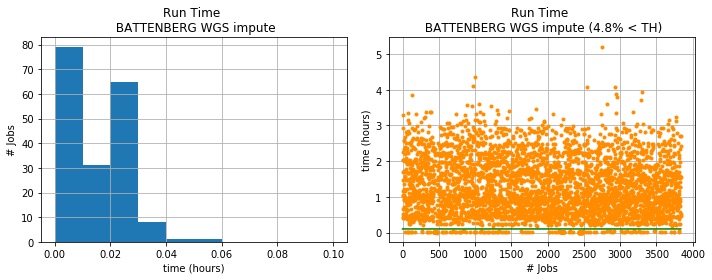 Run Time
BATTENBERG WGS impute
80
70
60
50
40
30
20
10
0
# Jobs
0.00 0.02 0.04 0.06 0.08 0.10
time (hours)
Run Time
BATTENBERG WGS impute (4.8% < TH)
5
4
3
2
1
0
time (hours)
0 500 1000 1500 2000 2500 3000 3500 4000
# Jobs